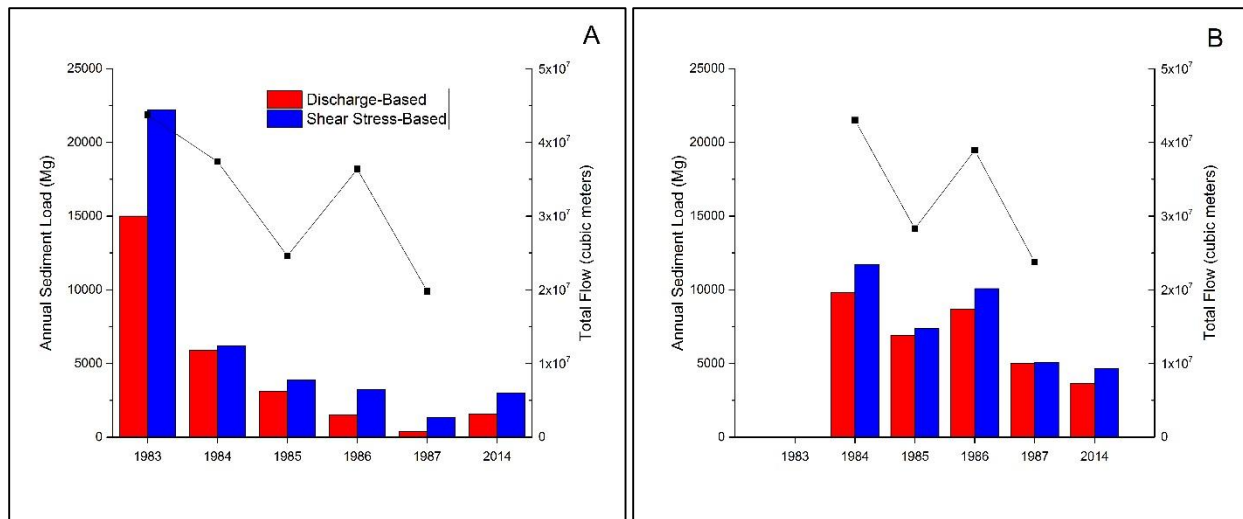 A
25000
20000
15000
10000
5000
0
Annual Sediment Load (Mg)
Discharge-Based
Shear Stress-Based
5x10⁷
4x10⁷
3x10⁷
2x10⁷
1x10⁷
0
Total Flow (cubic meters)
1983 1984 1985 1986 1987 2014
B
25000
20000
15000
10000
5000
0
Annual Sediment Load (Mg)
5x10⁷
4x10⁷
3x10⁷
2x10⁷
1x10⁷
0
Total Flow (cubic meters)
1983 1984 1985 1986 1987 2014